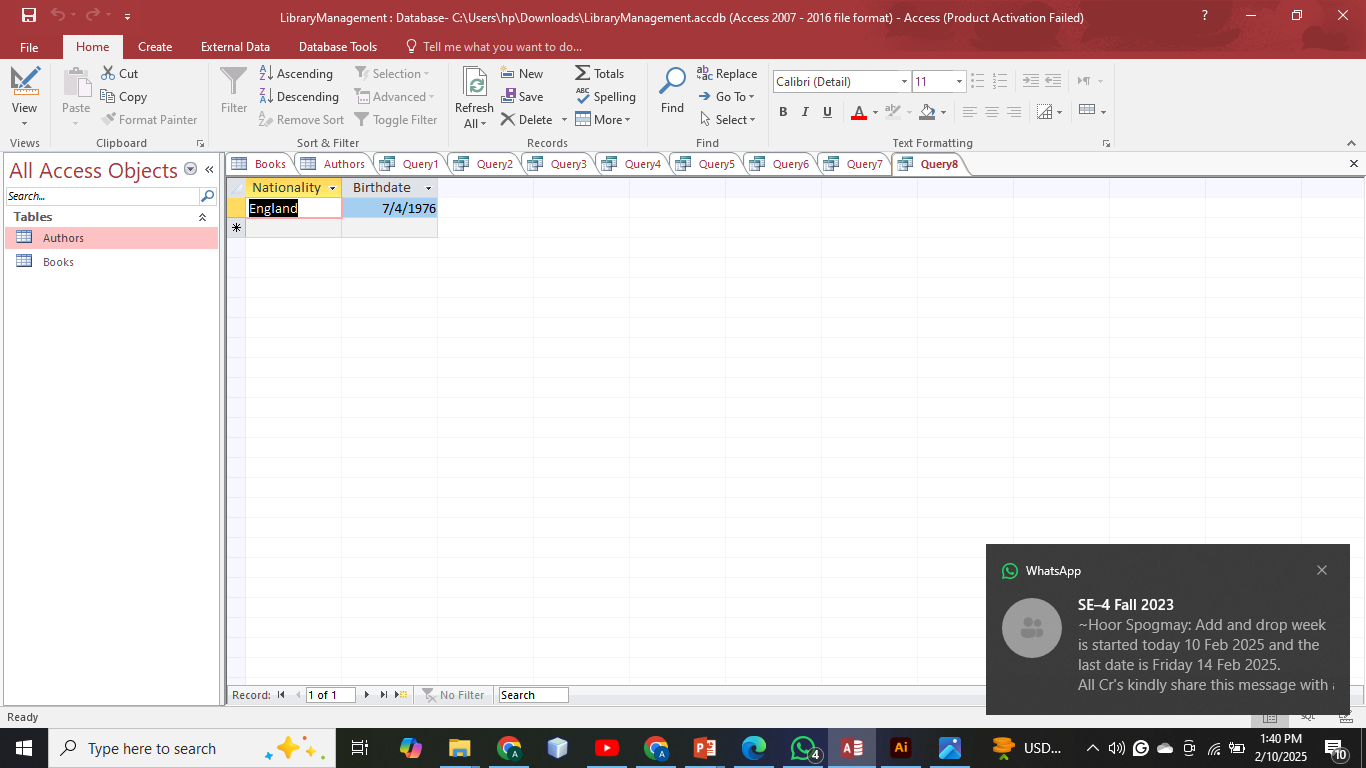 LibraryManagement : Database- C:\Users\hp\Downloads\LibraryManagement.accdb (Access 2007 - 2016 file format) - Access (Product Activation Failed)
?
File Home Create External Data Database Tools Tell me what you want to do...
View
Paste
Cut
Copy
Format Painter
Filter
Ascending
Descending
Remove Sort
Selection
Advanced
Toggle Filter
Refresh All
New
Save
Delete
Totals
Spelling
More
Find
Replace
Go To
Select
Calibri (Detail) 11
B I U
Views Clipboard Sort & Filter Records Find Text Formatting
All Access Objects
Search...
Tables
Authors
Books
Books Authors Query1 Query2 Query3 Query4 Query5 Query6 Query7 Query8
Nationality Birthdate
England 7/4/1976
WhatsApp
SE–4 Fall 2023
~Hoor Spogmay: Add and drop week
is started today 10 Feb 2025 and the
last date is Friday 14 Feb 2025.
All Cr's kindly share this message with
Record: 1 of 1 No Filter Search
Ready
Type here to search
4
Ai
USD...
1:40 PM
2/10/2025
10